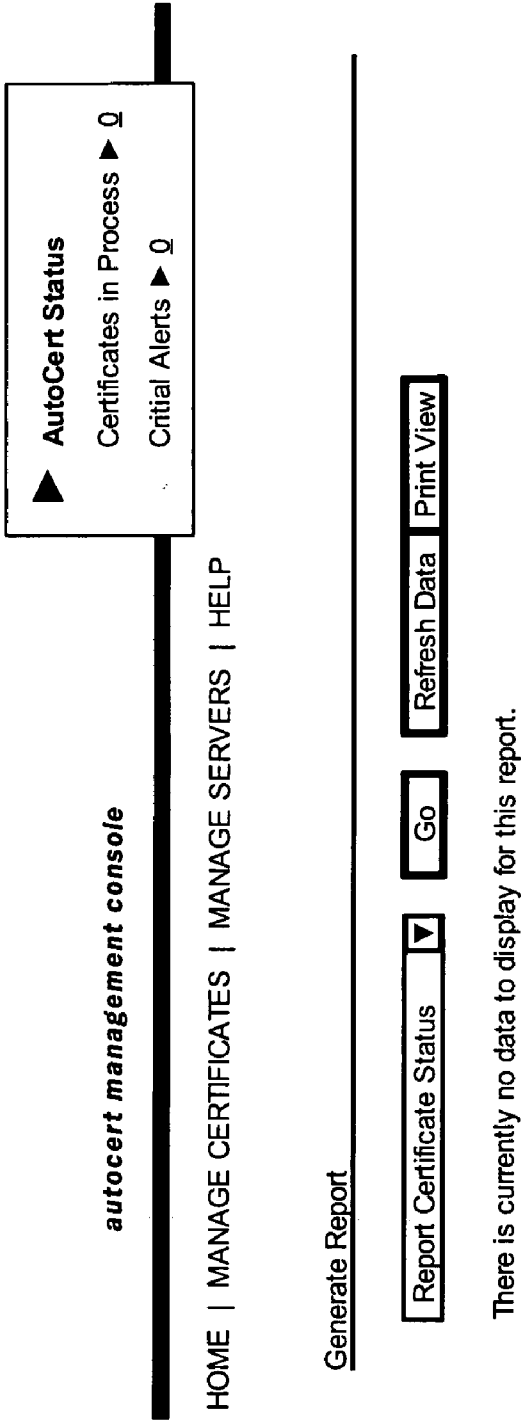 autocert management console
AutoCert Status
Certificates in Process ▶ 0
Critial Alerts ▶ 0
HOME | MANAGE CERTIFICATES | MANAGE SERVERS | HELP
Generate Report
Report Certificate Status ▼ Go Refresh Data Print View
There is currently no data to display for this report.